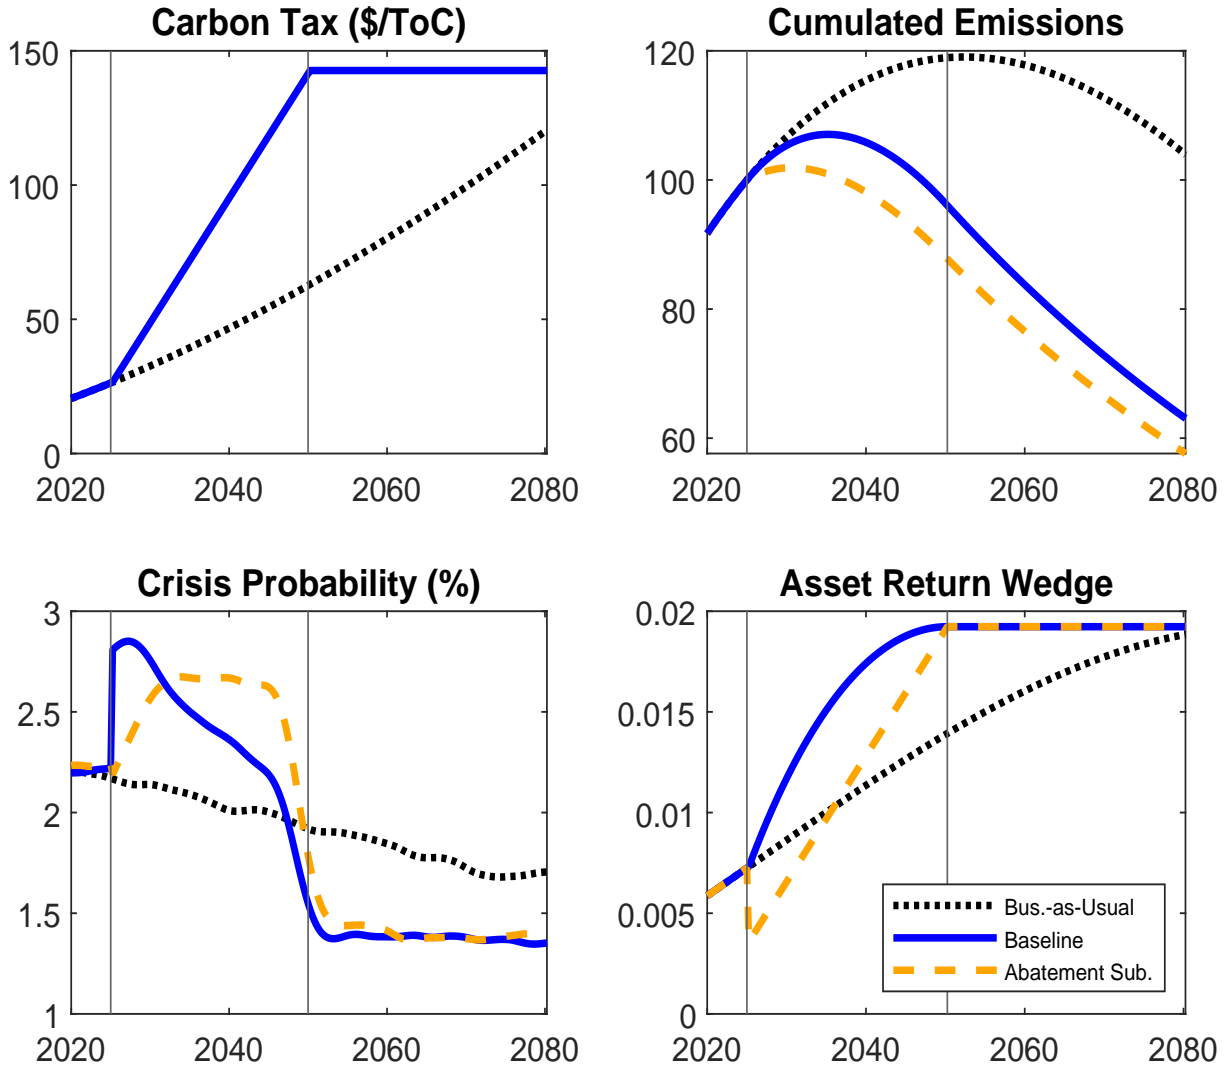 Carbon Tax ($/ToC)
150
100
50
0
2020 2040 2060 2080
Cumulated Emissions
120
100
80
60
2020 2040 2060 2080
Crisis Probability (%)
3
2.5
2
1.5
1
2020 2040 2060 2080
Asset Return Wedge
0.02
0.015
0.01
0.005
0
2020 2040 2060 2080
Bus.-as-Usual
Baseline
Abatement Sub.